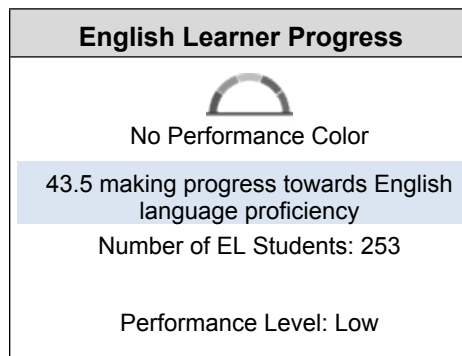 English Learner Progress
No Performance Color
43.5 making progress towards English
language proficiency
Number of EL Students: 253
Performance Level: Low